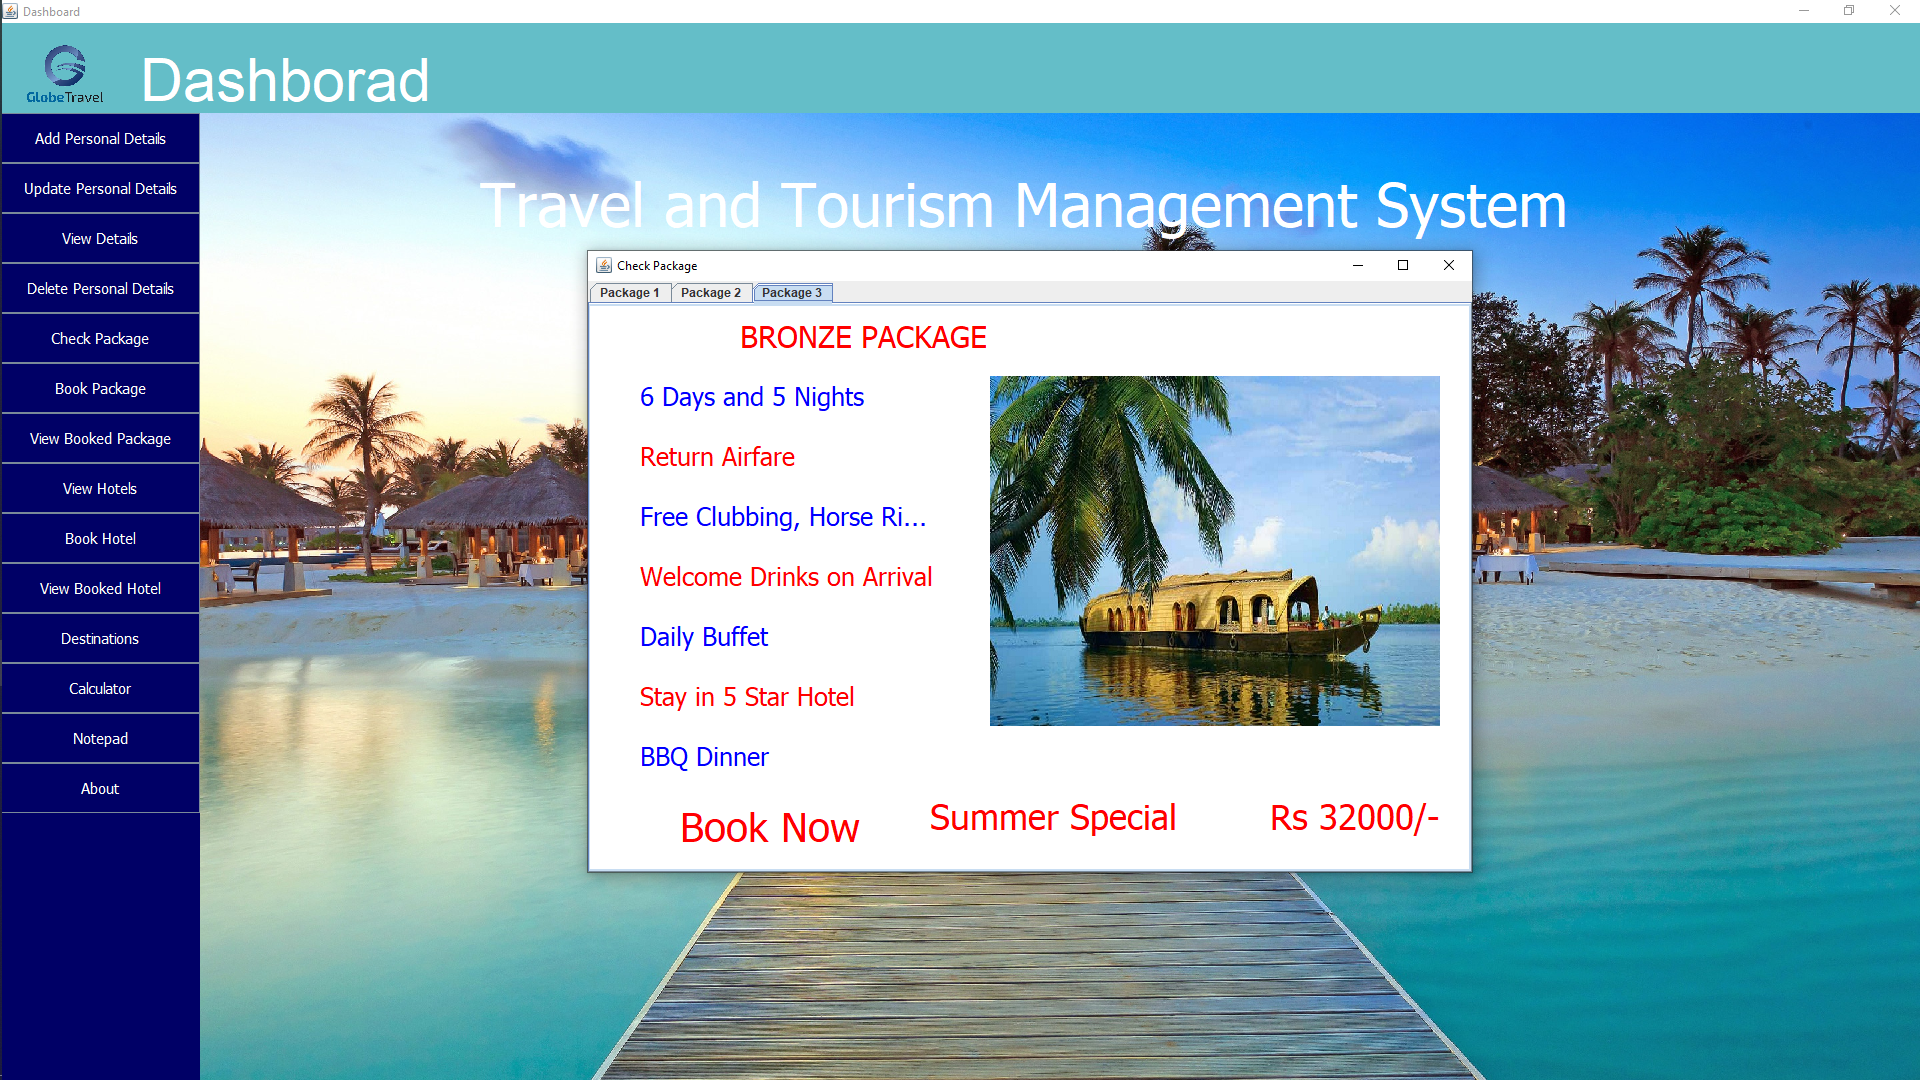 Dashboard
GlobeTravel
Dashborad
Add Personal Details
Update Personal Details
View Details
Delete Personal Details
Check Package
Book Package
View Booked Package
View Hotels
Book Hotel
View Booked Hotel
Destinations
Calculator
Notepad
About
Travel and Tourism Management System
Check Package
Package 1
Package 2
Package 3
BRONZE PACKAGE
6 Days and 5 Nights
Return Airfare
Free Clubbing, Horse Ri...
Welcome Drinks on Arrival
Daily Buffet
Stay in 5 Star Hotel
BBQ Dinner
Book Now
Summer Special
Rs 32000/-